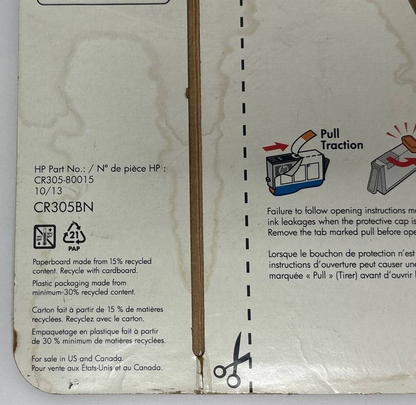 HP Part No.: / N° de pièce HP :
CR305-80015
10/13
CR305BN
21
PAP
Paperboard made from 15% recycled
content. Recycle with cardboard.
Plastic packaging made from
minimum-30% recycled content.
Carton fait à partir de 15 % de matières
recyclées. Recyclez avec le carton.
Empaquetage en plastique fait à partir
de 30 % minimum de matières recyclées.
For sale in US and Canada.
Pour vente aux États-Unis et au Canada.
Pull
Traction
Failure to follow opening instructions
ink leakages when the protective cap is
Remove the tab marked pull before
Lorsque le bouchon de protection n'est
instructions d'ouverture peut causer
marquée « Pull » (Tirer) avant d'ouvrir